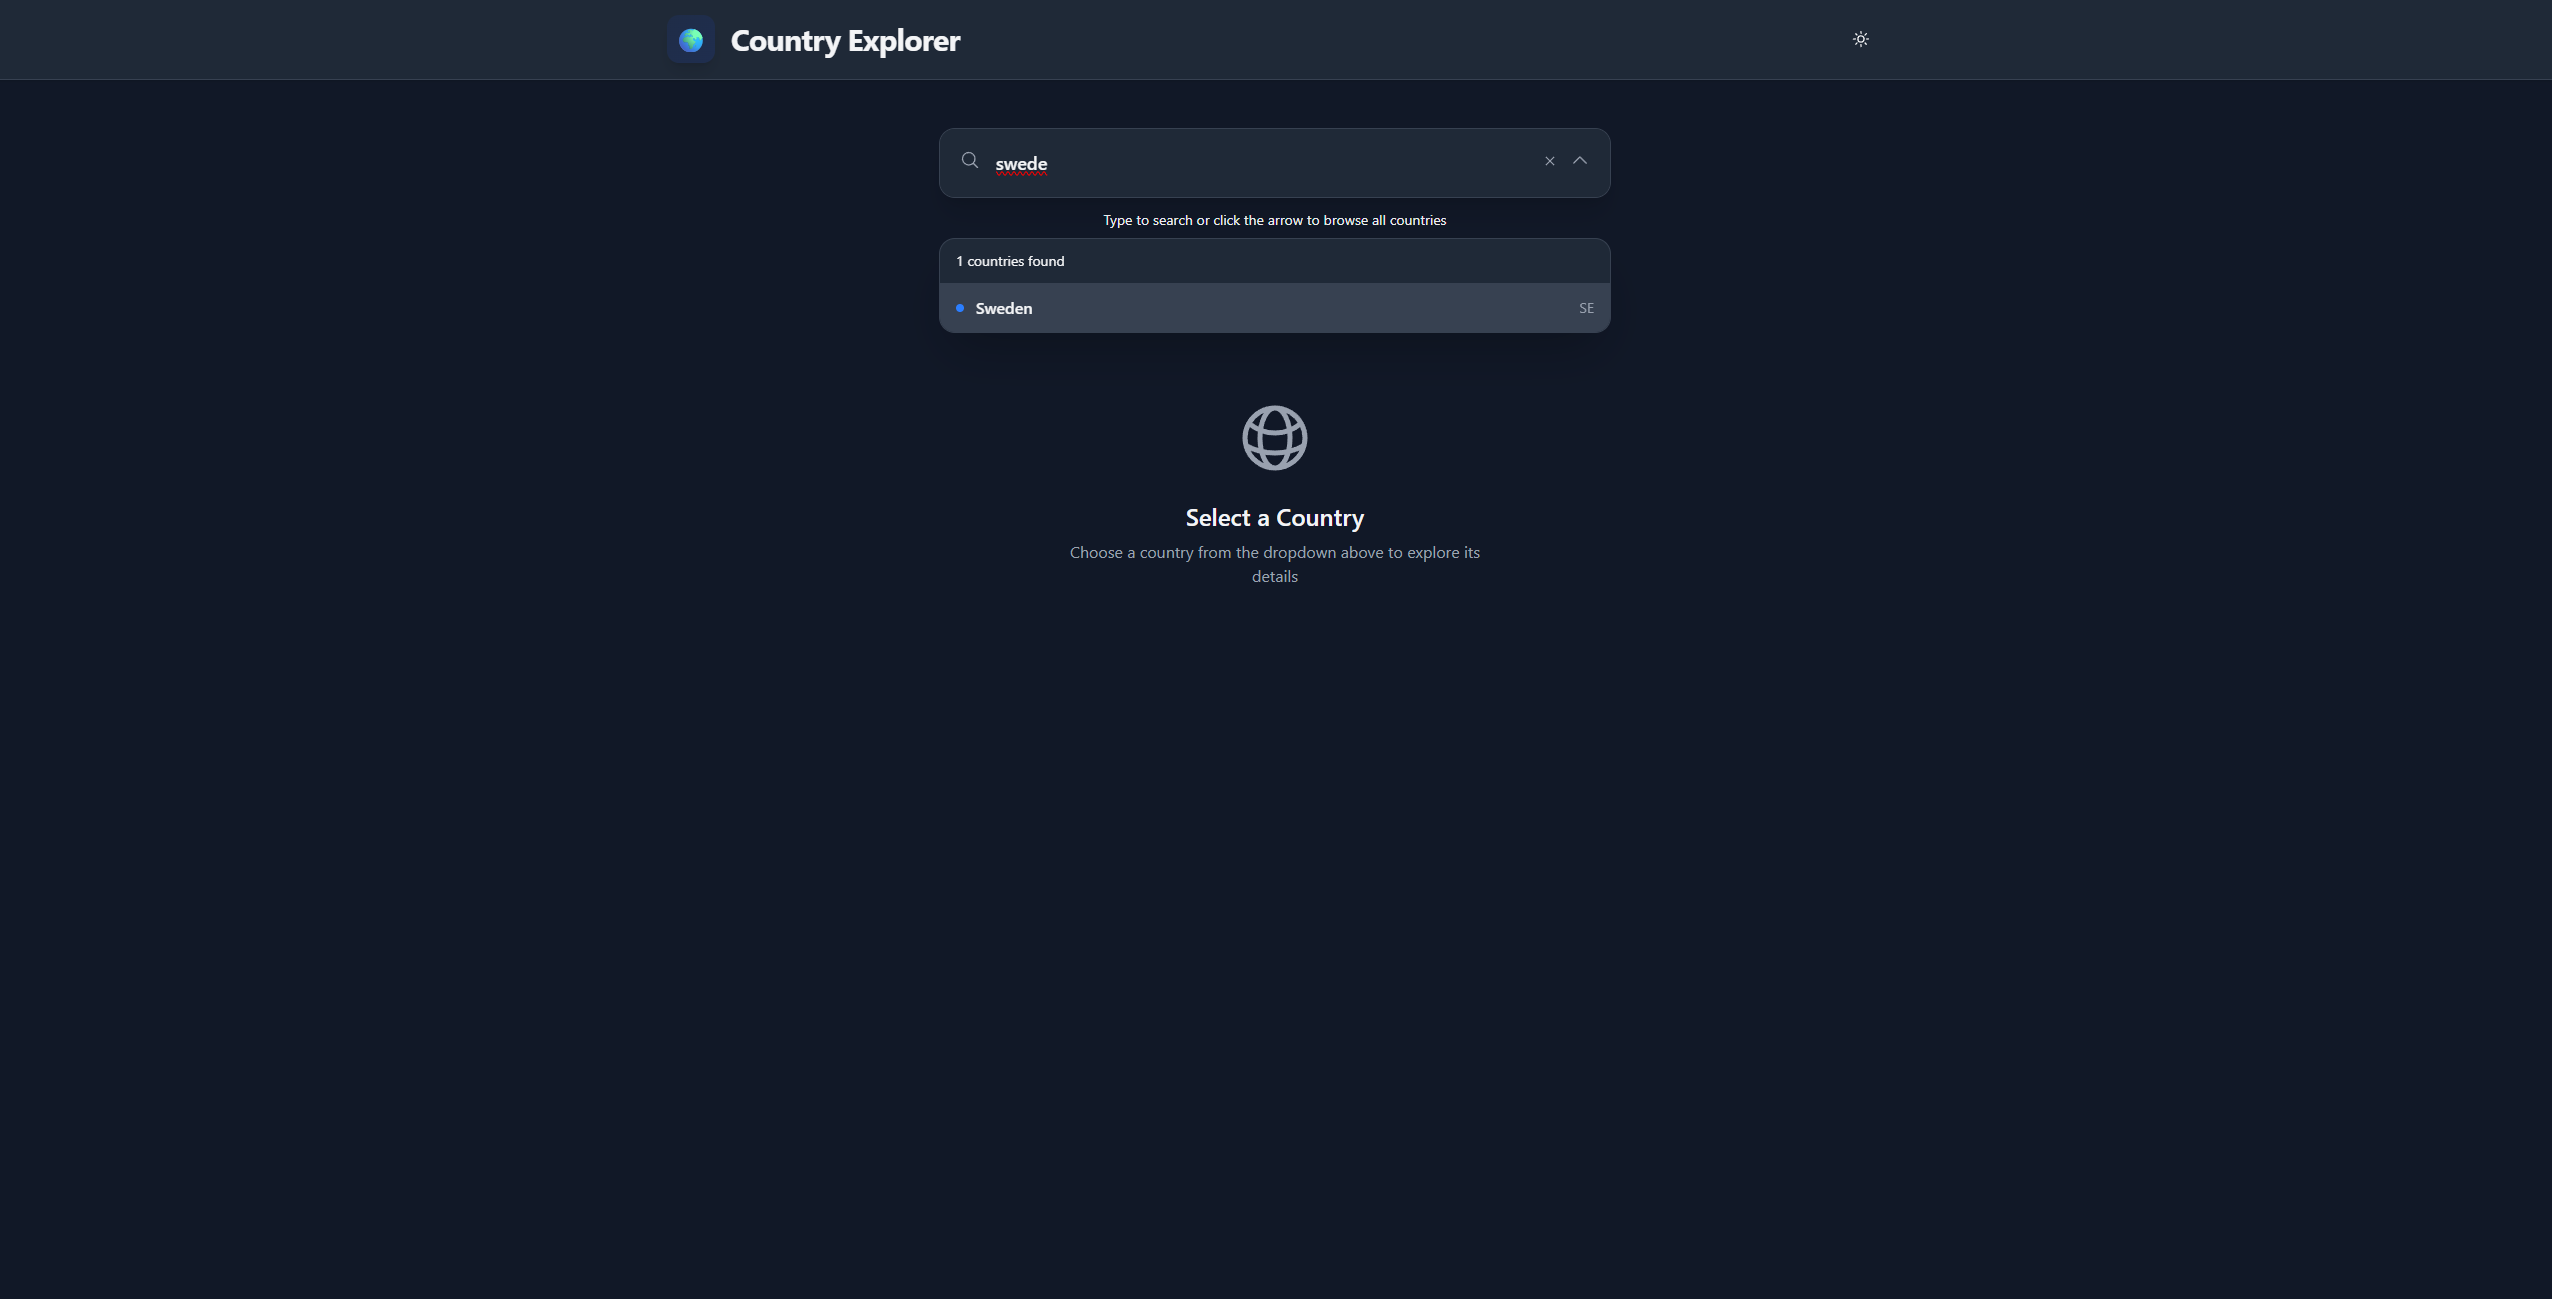 Country Explorer
swede
Type to search or click the arrow to browse all countries
1 countries found
Sweden SE
Select a Country
Choose a country from the dropdown above to explore its
details